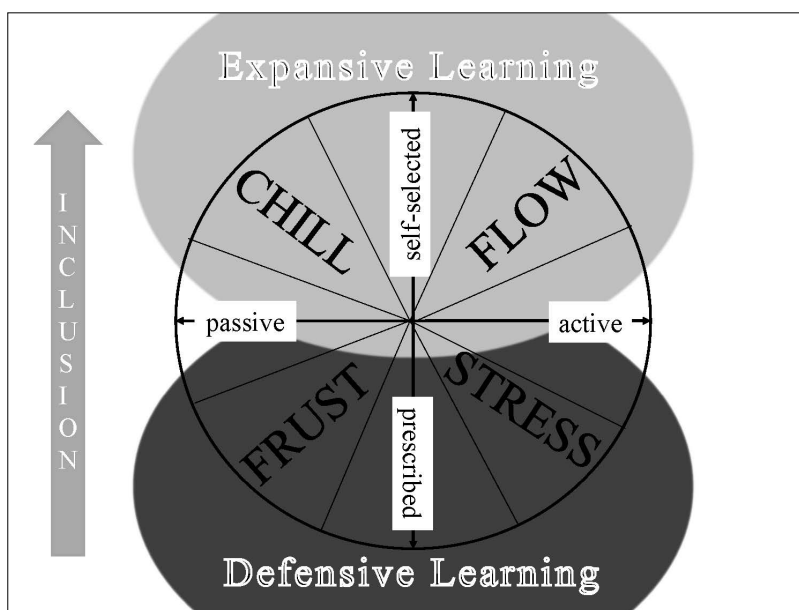 Expansive Learning
INCLUSION
CHILL
self-selected
FLOW
passive
active
FRUST
prescribed
STRESS
Defensive Learning